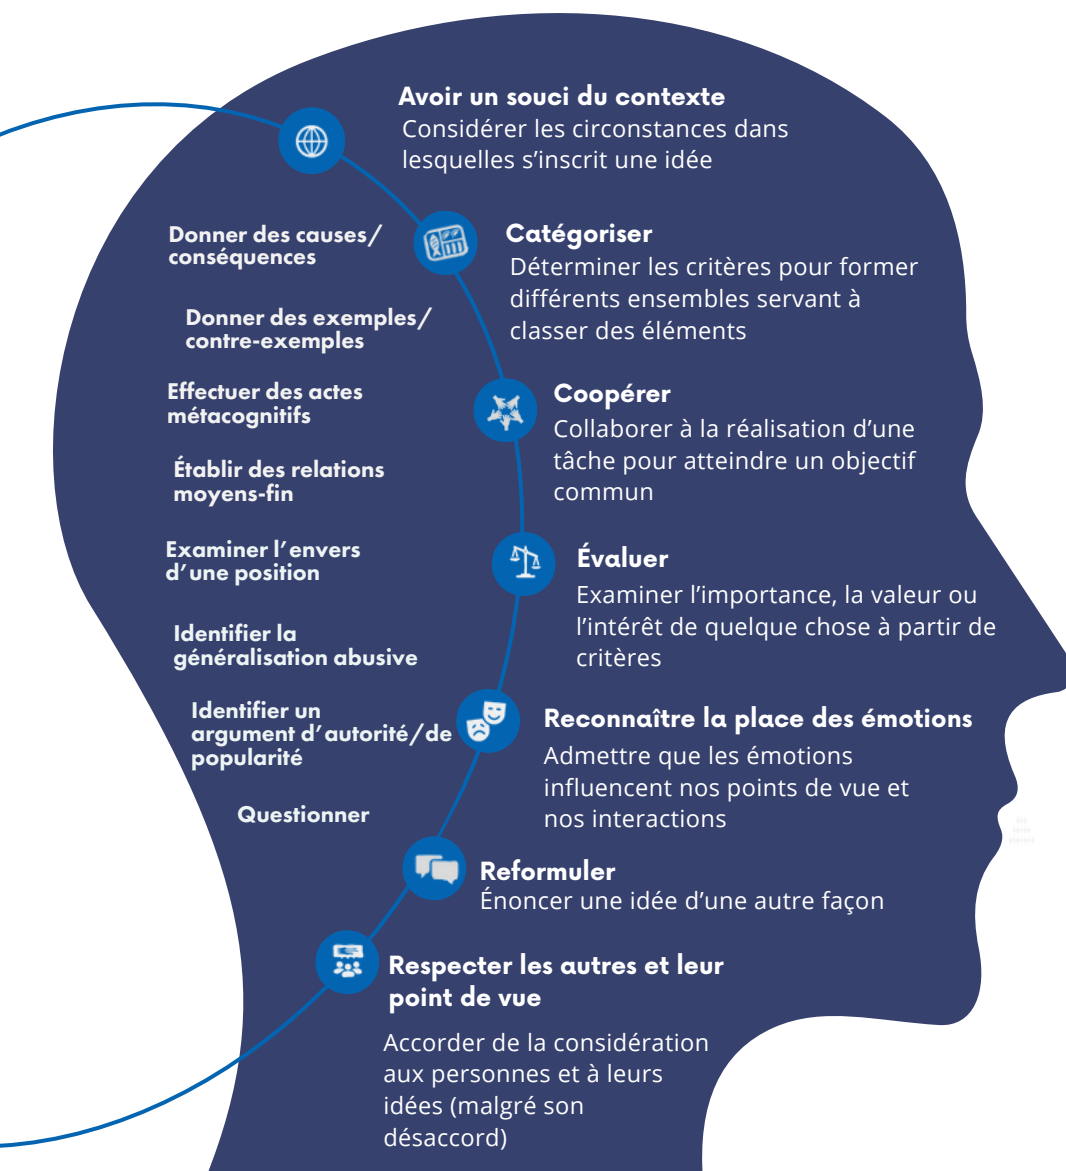 Avoir un souci du contexte
Considérer les circonstances dans
lesquelles s’inscrit une idée
Donner des causes/
conséquences
Catégoriser
Déterminer les critères pour former
différents ensembles servant à
classer des éléments
Donner des exemples/
contre-exemples
Effectuer des actes
métacognitifs
Coopérer
Collaborer à la réalisation d’une
tâche pour atteindre un objectif
commun
Établir des relations
moyens-fin
Examiner l’envers
d’une position
Évaluer
Examiner l’importance, la valeur ou
l’intérêt de quelque chose à partir de
critères
Identifier la
généralisation abusive
Identifier un
argument d’autorité/de
popularité
Reconnaître la place des émotions
Admettre que les émotions
influencent nos points de vue et
nos interactions
Questionner
Reformuler
Énoncer une idée d’une autre façon
Respecter les autres et leur
point de vue
Accorder de la considération
aux personnes et à leurs
idées (malgré son
désaccord)